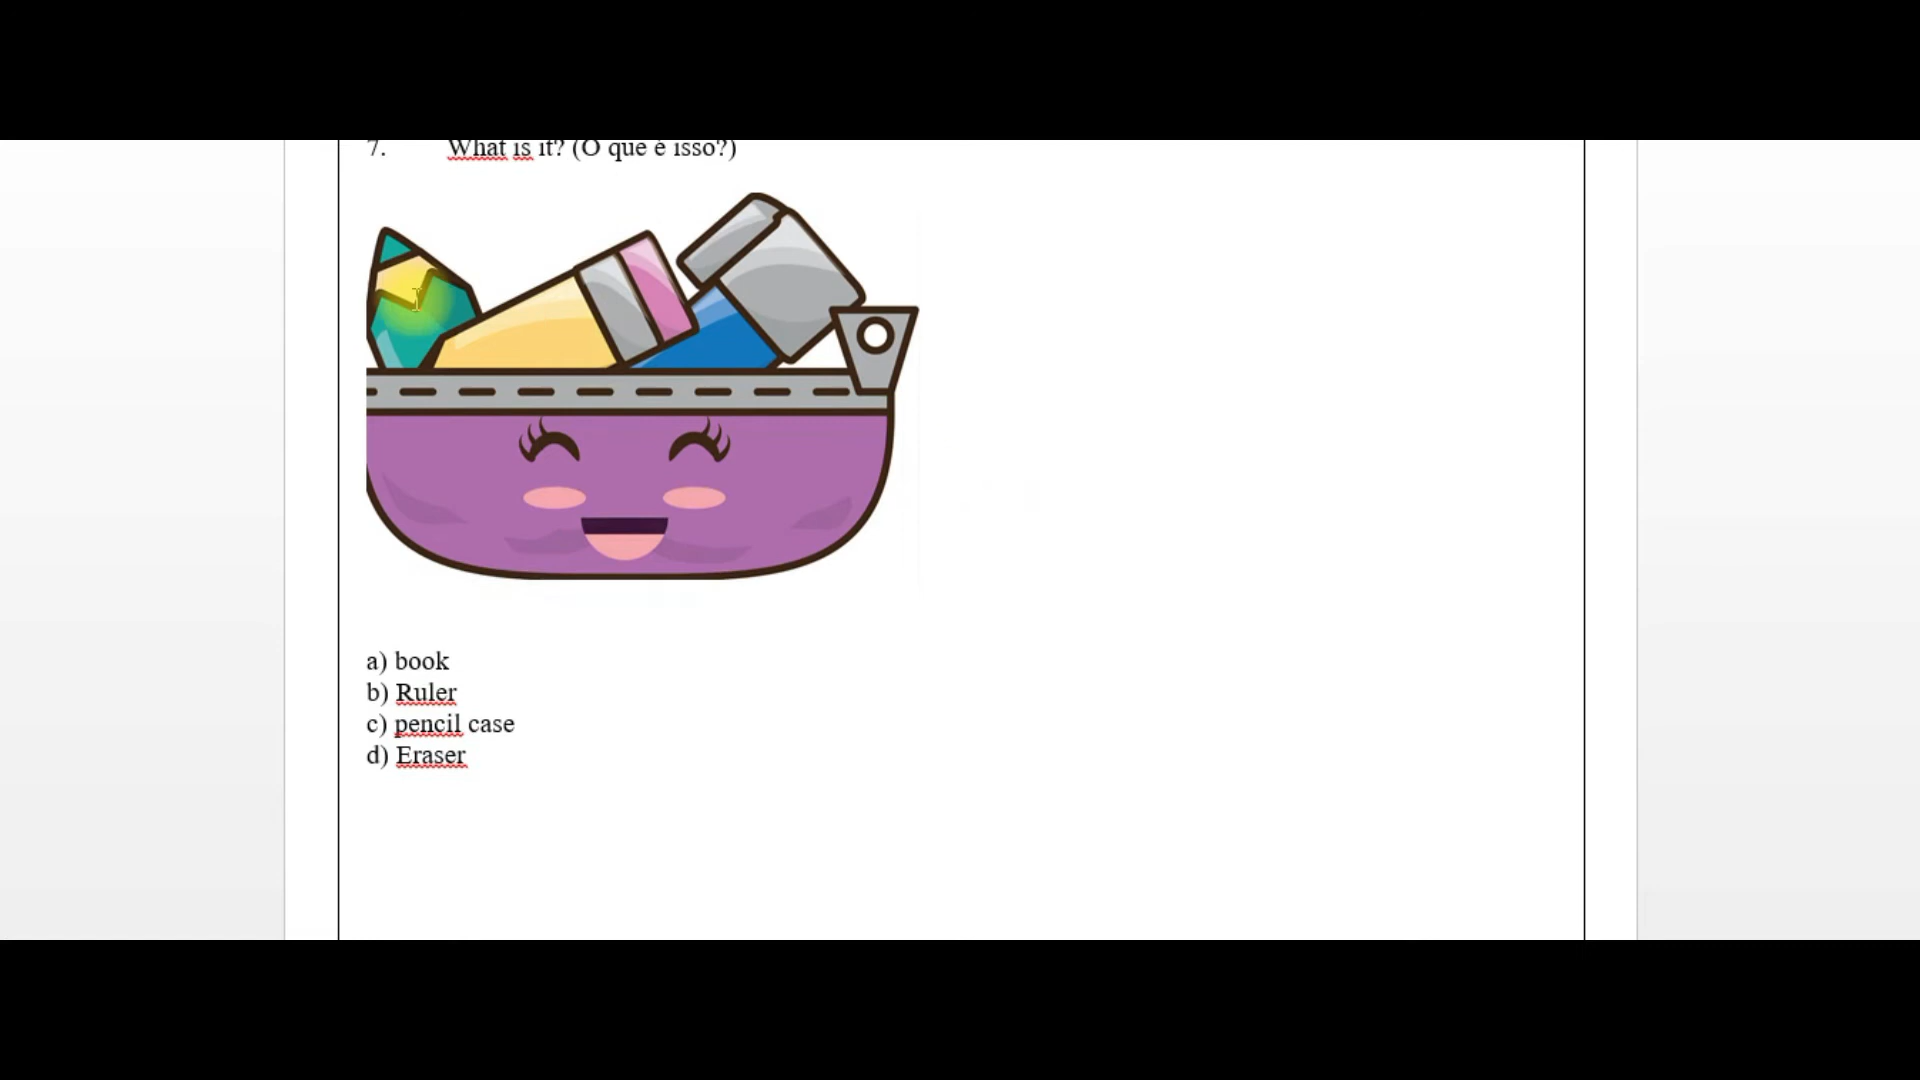 7. What is it? (O que é isso?)
a) book
b) Ruler
c) pencil case
d) Eraser